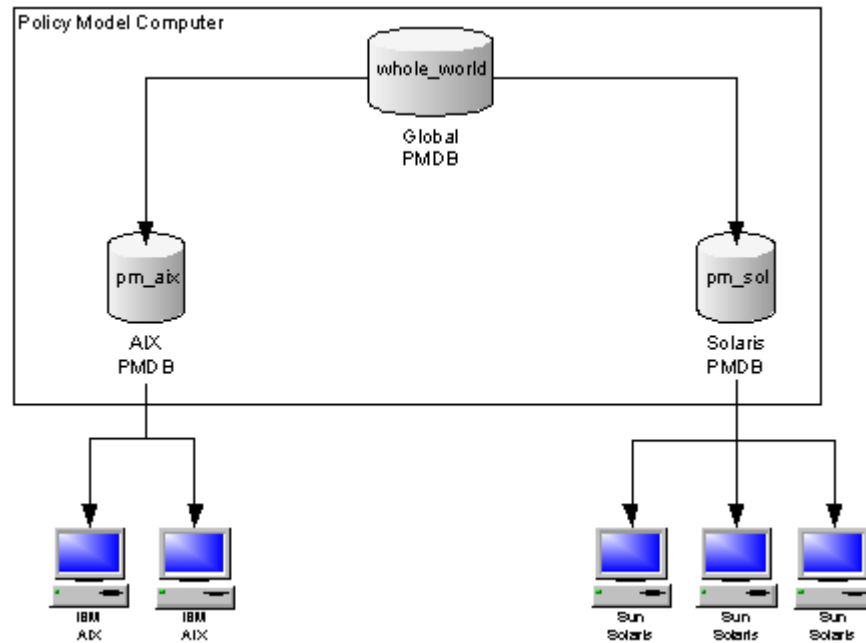 Policy Model Computer
whole_world
Global
PMDB
pm_aix
pm_sol
AIX
PMDB
Solaris
PMDB
IBM
AIX
IBM
AIX
Sun
Solaris
Sun
Solaris
Sun
Solaris